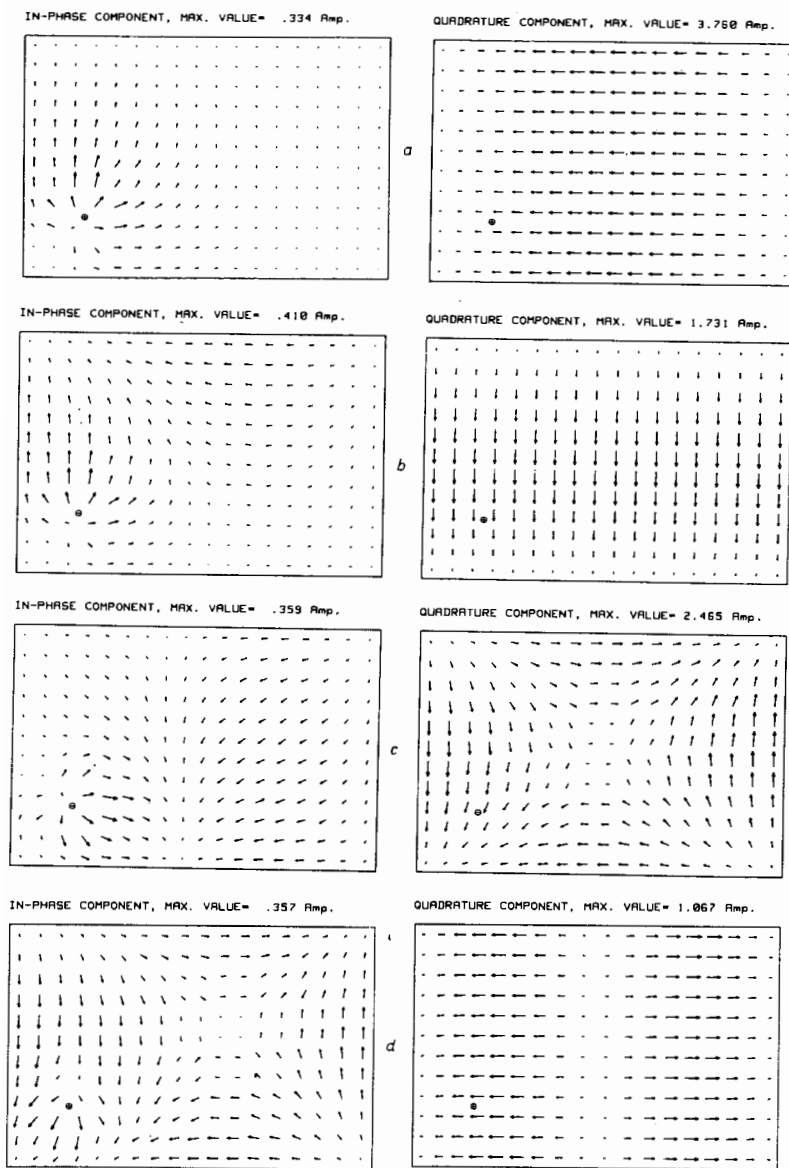 IN-PHASE COMPONENT, MAX. VALUE= .334 Amp.
QUADRATURE COMPONENT, MAX. VALUE= 3.760 Amp.
a
IN-PHASE COMPONENT, MAX. VALUE= .410 Amp.
QUADRATURE COMPONENT, MAX. VALUE= 1.731 Amp.
b
IN-PHASE COMPONENT, MAX. VALUE= .359 Amp.
QUADRATURE COMPONENT, MAX. VALUE= 2.465 Amp.
c
IN-PHASE COMPONENT, MAX. VALUE= .357 Amp.
QUADRATURE COMPONENT, MAX. VALUE= 1.067 Amp.
d